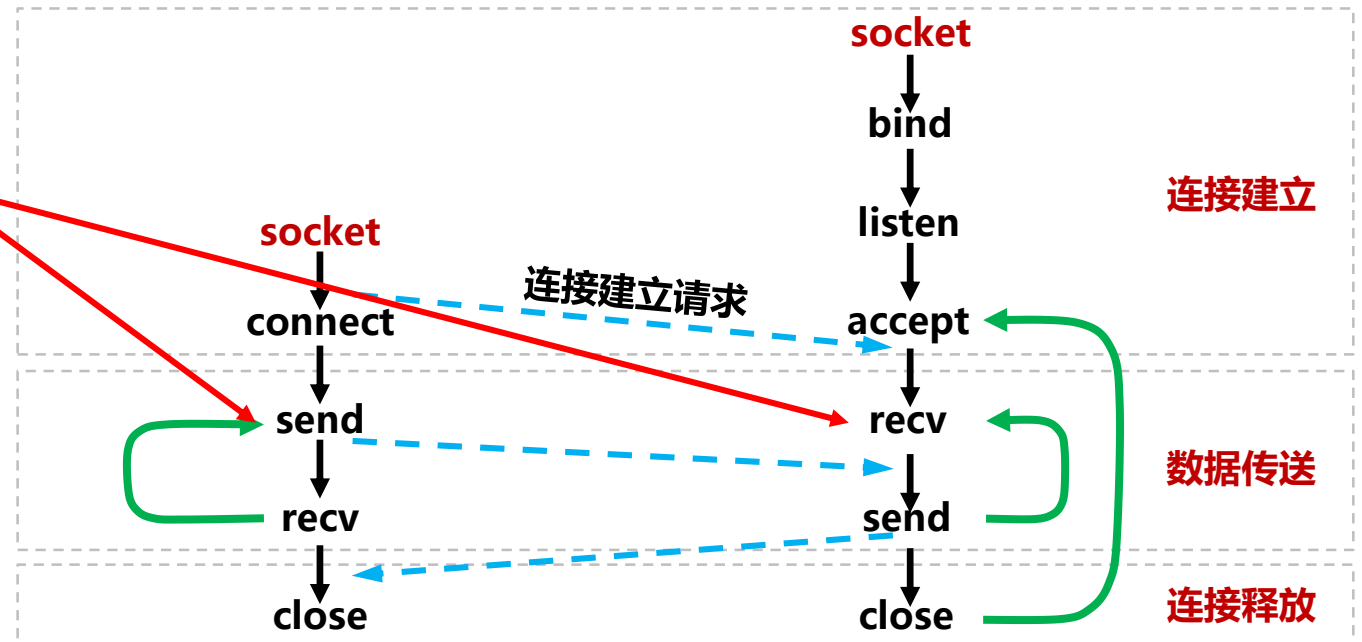 socket
bind
连接建立
listen
socket
连接建立请求
connect
accept
send
recv
数据传送
recv
send
close
close
连接释放